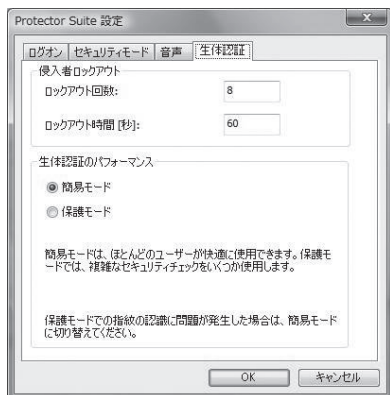 Protector Suite 設定
ログオン セキュリティモード 音声 生体認証
侵入者ロックアウト
ロックアウト回数: 8
ロックアウト時間 [秒]: 60
生体認証のパフォーマンス
簡易モード
保護モード
簡易モードは、ほとんどのユーザーが快適に使用できます。保護モ
ードでは、複雑なセキュリティチェックをいくつか使用します。
保護モードでの指紋の認識に問題が発生した場合は、簡易モード
に切り替えてください。
OK キャンセル